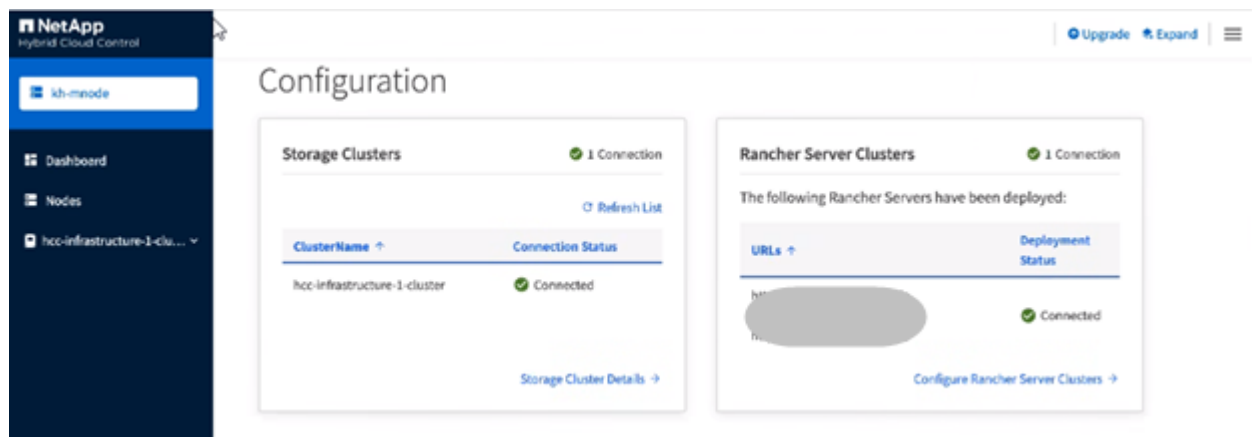 NetApp
Hybrid Cloud Control
Upgrade
Expand
kh-mnode
Dashboard
Nodes
hcc-infrastructure-1-clu...
Configuration
Storage Clusters
1 Connection
Refresh List
ClusterName ↑
Connection Status
hcc-infrastructure-1-cluster
Connected
Storage Cluster Details →
Rancher Server Clusters
1 Connection
The following Rancher Servers have been deployed:
URLs ↑
Deployment
Status
Connected
Configure Rancher Server Clusters →